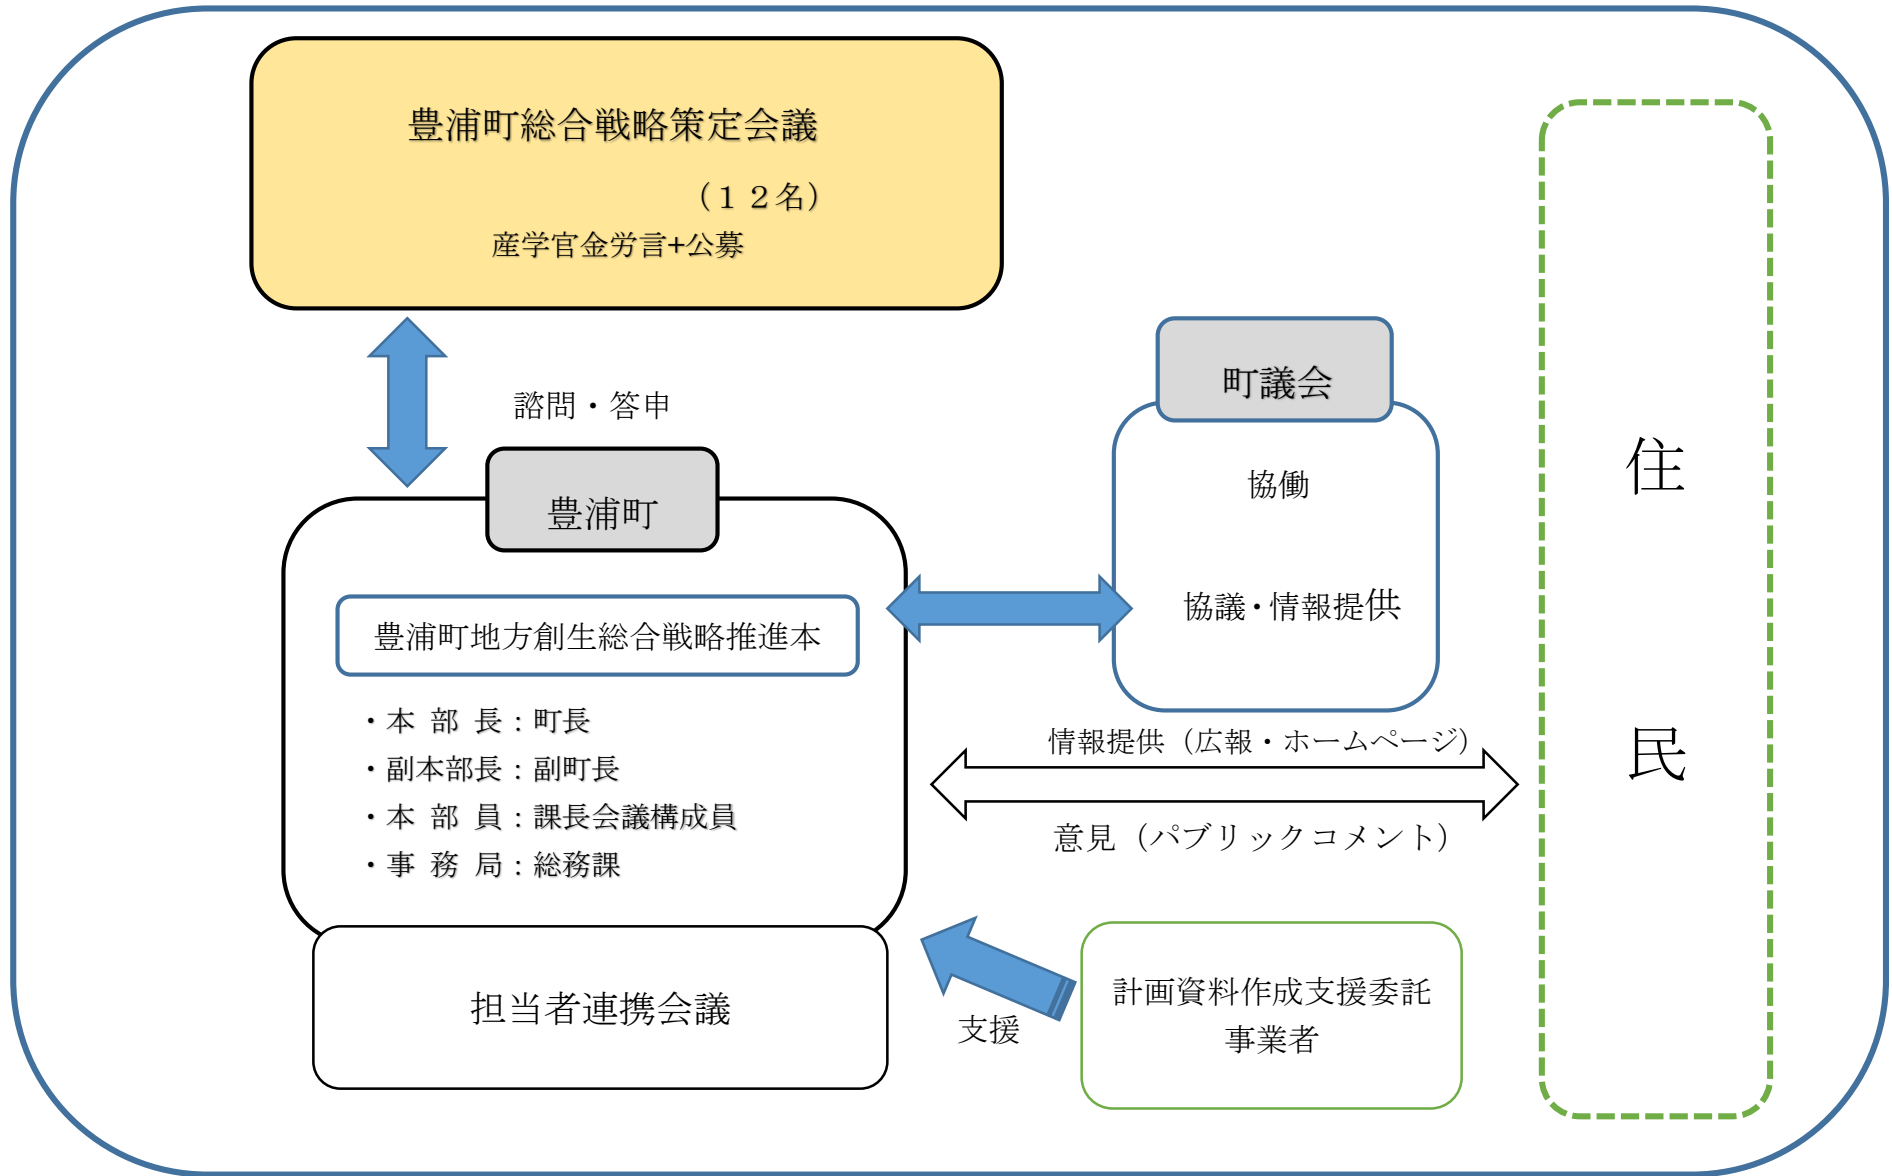 豊浦町総合戦略策定会議
（１２名）
産学官金労言+公募
諮問・答申
豊浦町
豊浦町地方創生総合戦略推進本
・本 部 長：町長
・副本部長：副町長
・本 部 員：課長会議構成員
・事 務 局：総務課
担当者連携会議
町議会
協働
協議・情報提供
情報提供（広報・ホームページ）
意見（パブリックコメント）
支援
計画資料作成支援委託
事業者
住
民